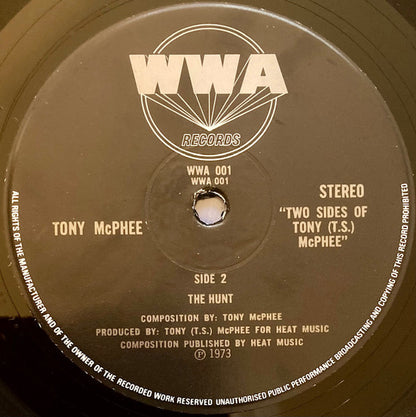 WWA
RECORDS
WWA 001
WWA 001
STEREO
TONY McPHEE
"TWO SIDES OF
TONY (T.S.)
McPHEE"
SIDE 2
THE HUNT
COMPOSITION BY: TONY McPHEE
PRODUCED BY: TONY (T.S.) McPHEE FOR HEAT MUSIC
COMPOSITION PUBLISHED BY HEAT MUSIC
℗ 1973
ALL RIGHTS OF THE MANUFACTURER AND OF THE OWNER OF THE RECORDED WORK RESERVED UNAUTHORISED PUBLIC PERFORMANCE BROADCASTING AND COPYING OF THIS RECORD PROHIBITED